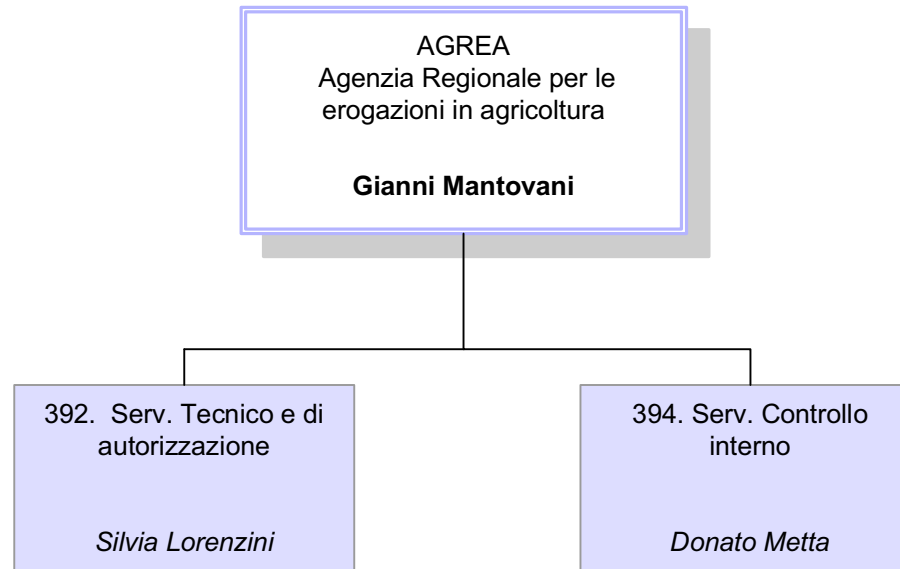 AGREA
Agenzia Regionale per le
erogazioni in agricoltura
Gianni Mantovani
392.  Serv. Tecnico e di
autorizzazione
Silvia Lorenzini
394. Serv. Controllo
interno
Donato Metta